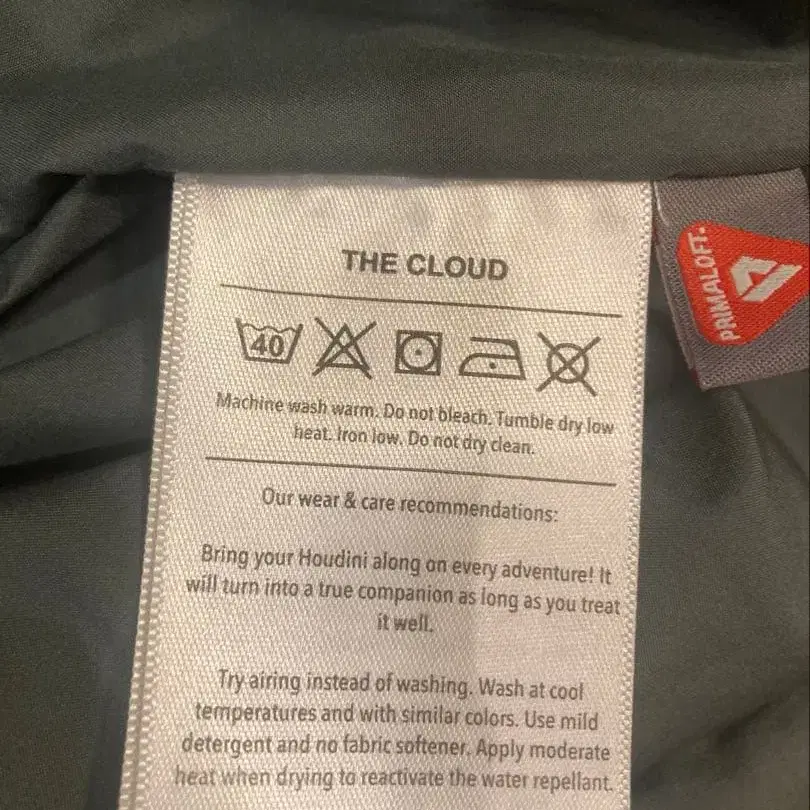 THE CLOUD
40
Machine wash warm. Do not bleach. Tumble dry low
heat. Iron low. Do not dry clean.
Our wear & care recommendations:
Bring your Houdini along on every adventure! It
will turn into a true companion as long as you treat
it well.
Try airing instead of washing. Wash at cool
temperatures and with similar colors. Use mild
detergent and no fabric softener. Apply moderate
heat when drying to reactivate the water repellant.
PRIMALOFT.